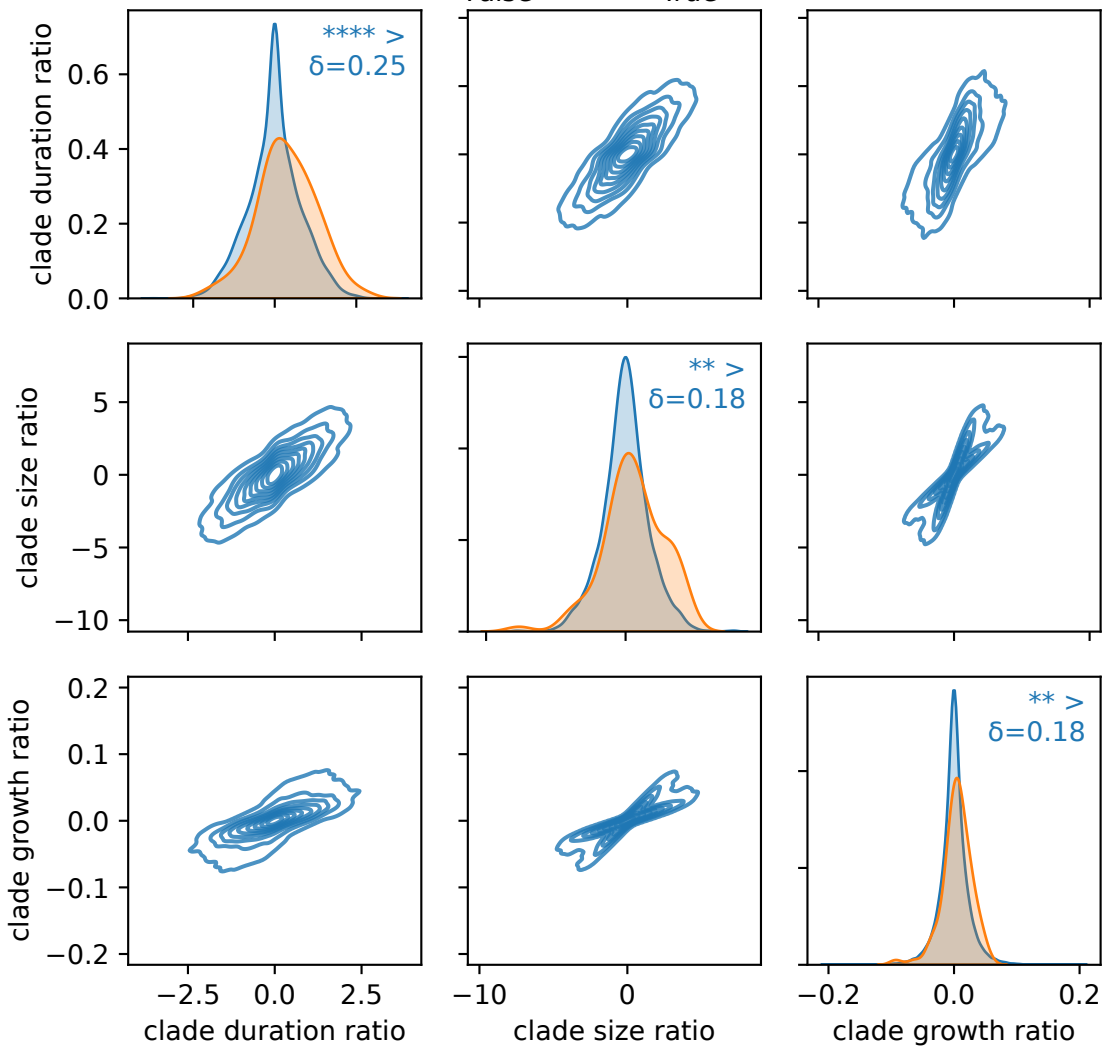 clade duration ratio
0.6
0.4
0.2
0.0
**** >
δ=0.25
clade size ratio
5
0
−5
−10
** >
δ=0.18
clade growth ratio
0.2
0.1
0.0
−0.1
−0.2
** >
δ=0.18
−2.5 0.0 2.5
−10 0
−0.2 0.0 0.2
clade duration ratio
clade size ratio
clade growth ratio